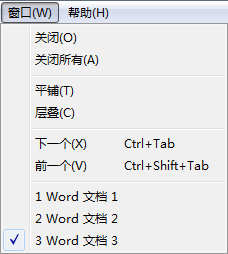 窗口(W) 帮助(H)
关闭(O)
关闭所有(A)
平铺(T)
层叠(C)
下一个(X) Ctrl+Tab
前一个(V) Ctrl+Shift+Tab
1 Word 文档 1
2 Word 文档 2
3 Word 文档 3